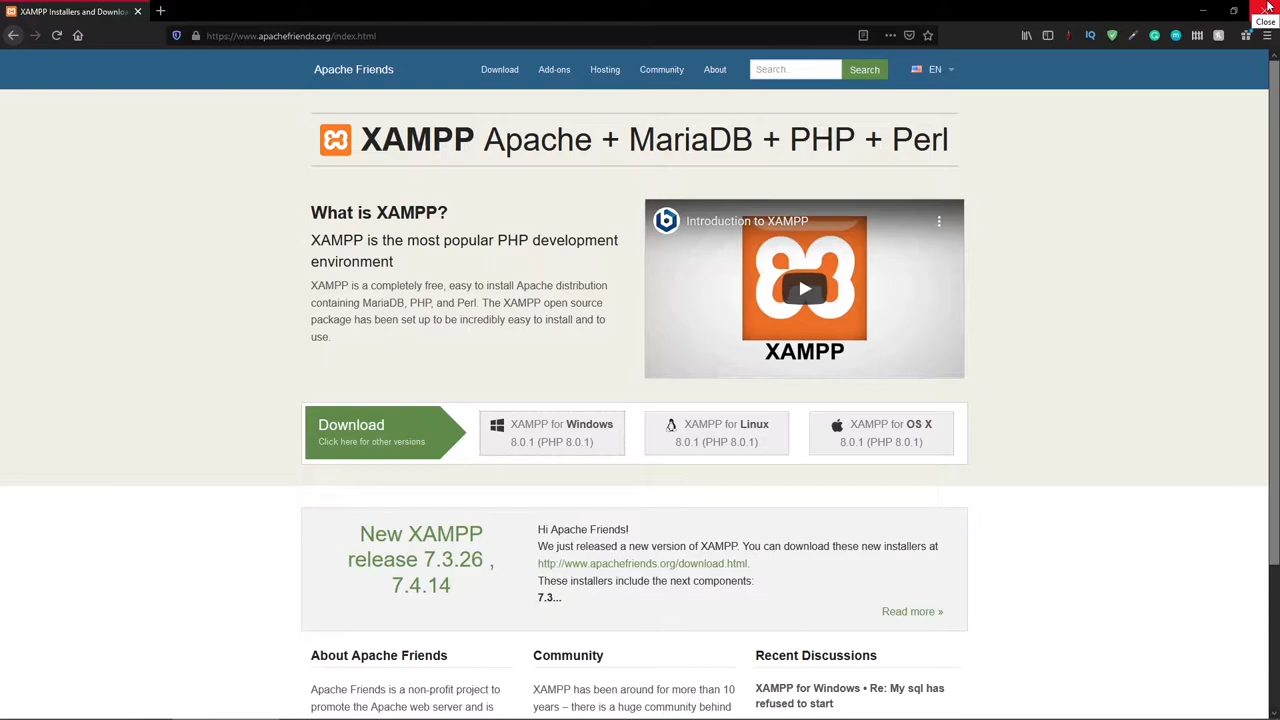 XAMPP Installers and Downloa
Close
https://www.apachefriends.org/index.html
Apache Friends
Download
Add-ons
Hosting
Community
About
Search...
Search
EN
XAMPP Apache + MariaDB + PHP + Perl
What is XAMPP?
XAMPP is the most popular PHP development
environment
XAMPP is a completely free, easy to install Apache distribution
containing MariaDB, PHP, and Perl. The XAMPP open source
package has been set up to be incredibly easy to install and to
use.
Introduction to XAMPP
XAMPP
Download
Click here for other versions
XAMPP for Windows
8.0.1 (PHP 8.0.1)
XAMPP for Linux
8.0.1 (PHP 8.0.1)
XAMPP for OS X
8.0.1 (PHP 8.0.1)
New XAMPP
release 7.3.26 ,
7.4.14
Hi Apache Friends!
We just released a new version of XAMPP. You can download these new installers at
http://www.apachefriends.org/download.html.
These installers include the next components:
7.3...
Read more »
About Apache Friends
Apache Friends is a non-profit project to
promote the Apache web server and is
Community
XAMPP has been around for more than 10
years – there is a huge community behind
Recent Discussions
XAMPP for Windows • Re: My sql has
refused to start